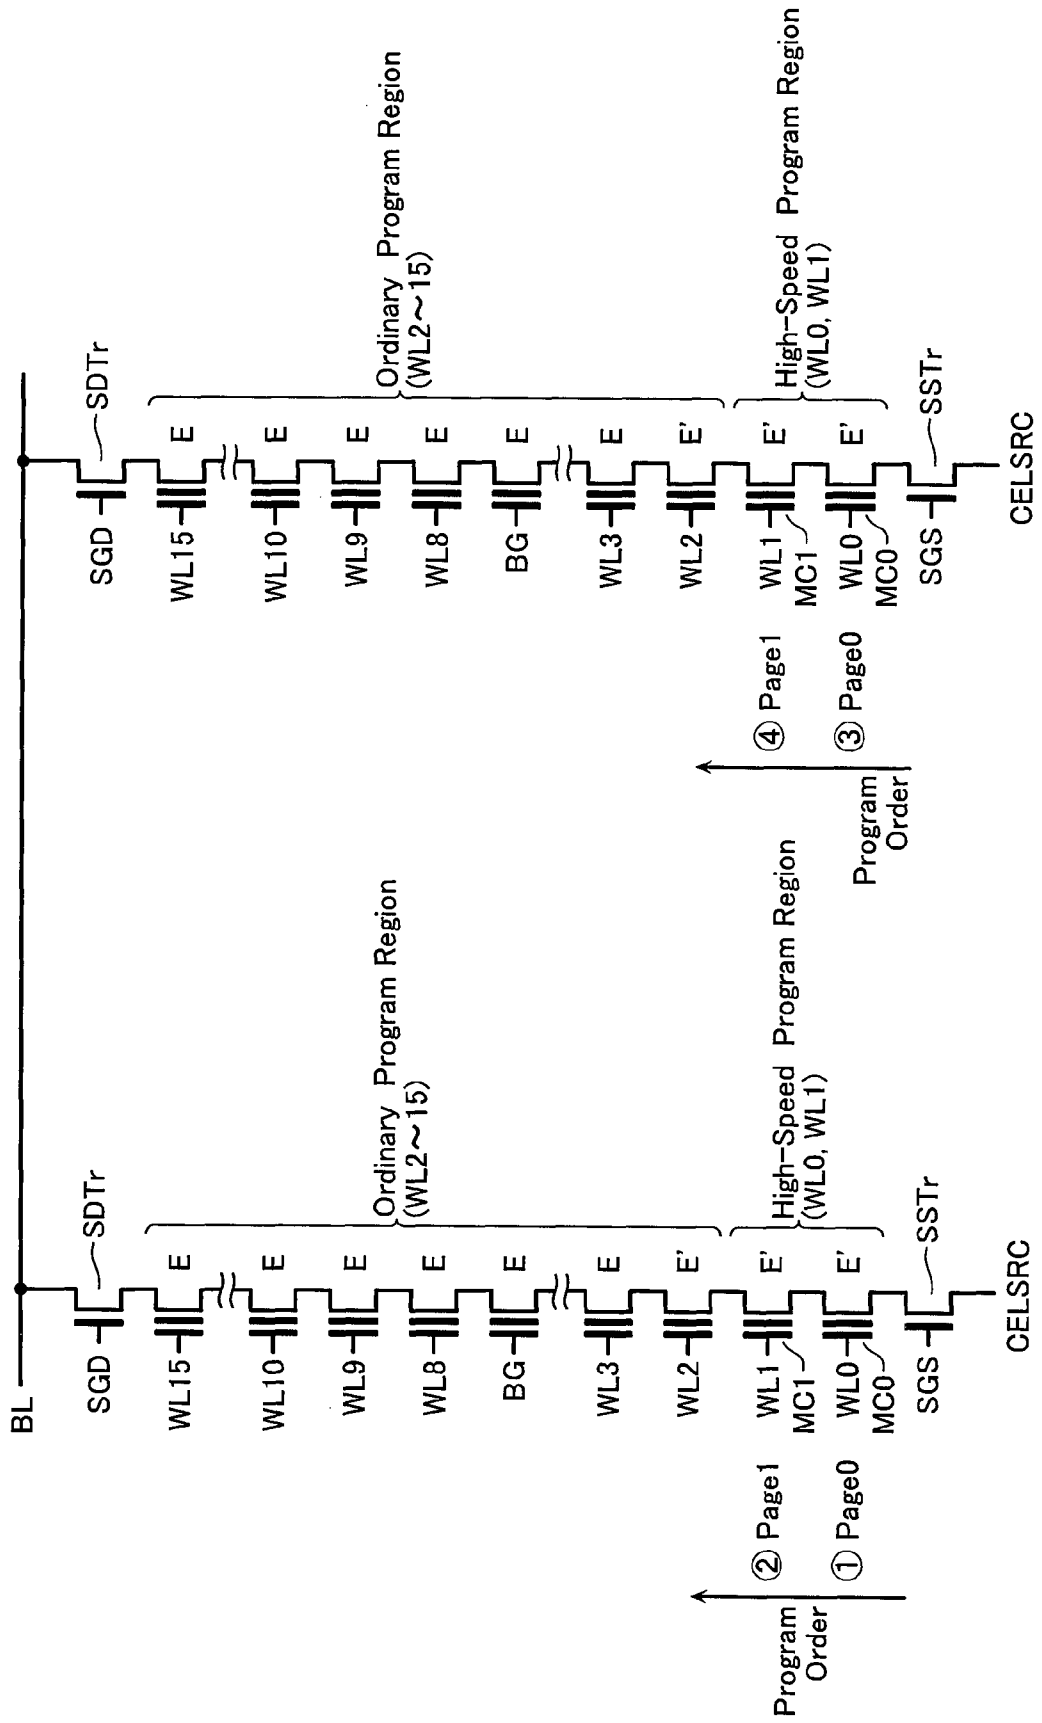 BL
SGD
SDTr
WL15
E
WL10
E
WL9
E
WL8
E
BG
E
WL3
E
WL2
E'
WL1
E'
MC1
WL0
E'
MC0
SGS
SSTr
CELSRC
Ordinary Program Region
(WL2~15)
High-Speed Program Region
(WL0, WL1)
② Page1
① Page0
Program
Order
SGD
SDTr
WL15
E
WL10
E
WL9
E
WL8
E
BG
E
WL3
E
WL2
E'
WL1
E'
MC1
WL0
E'
MC0
SGS
SSTr
CELSRC
Ordinary Program Region
(WL2~15)
High-Speed Program Region
(WL0, WL1)
④ Page1
③ Page0
Program
Order